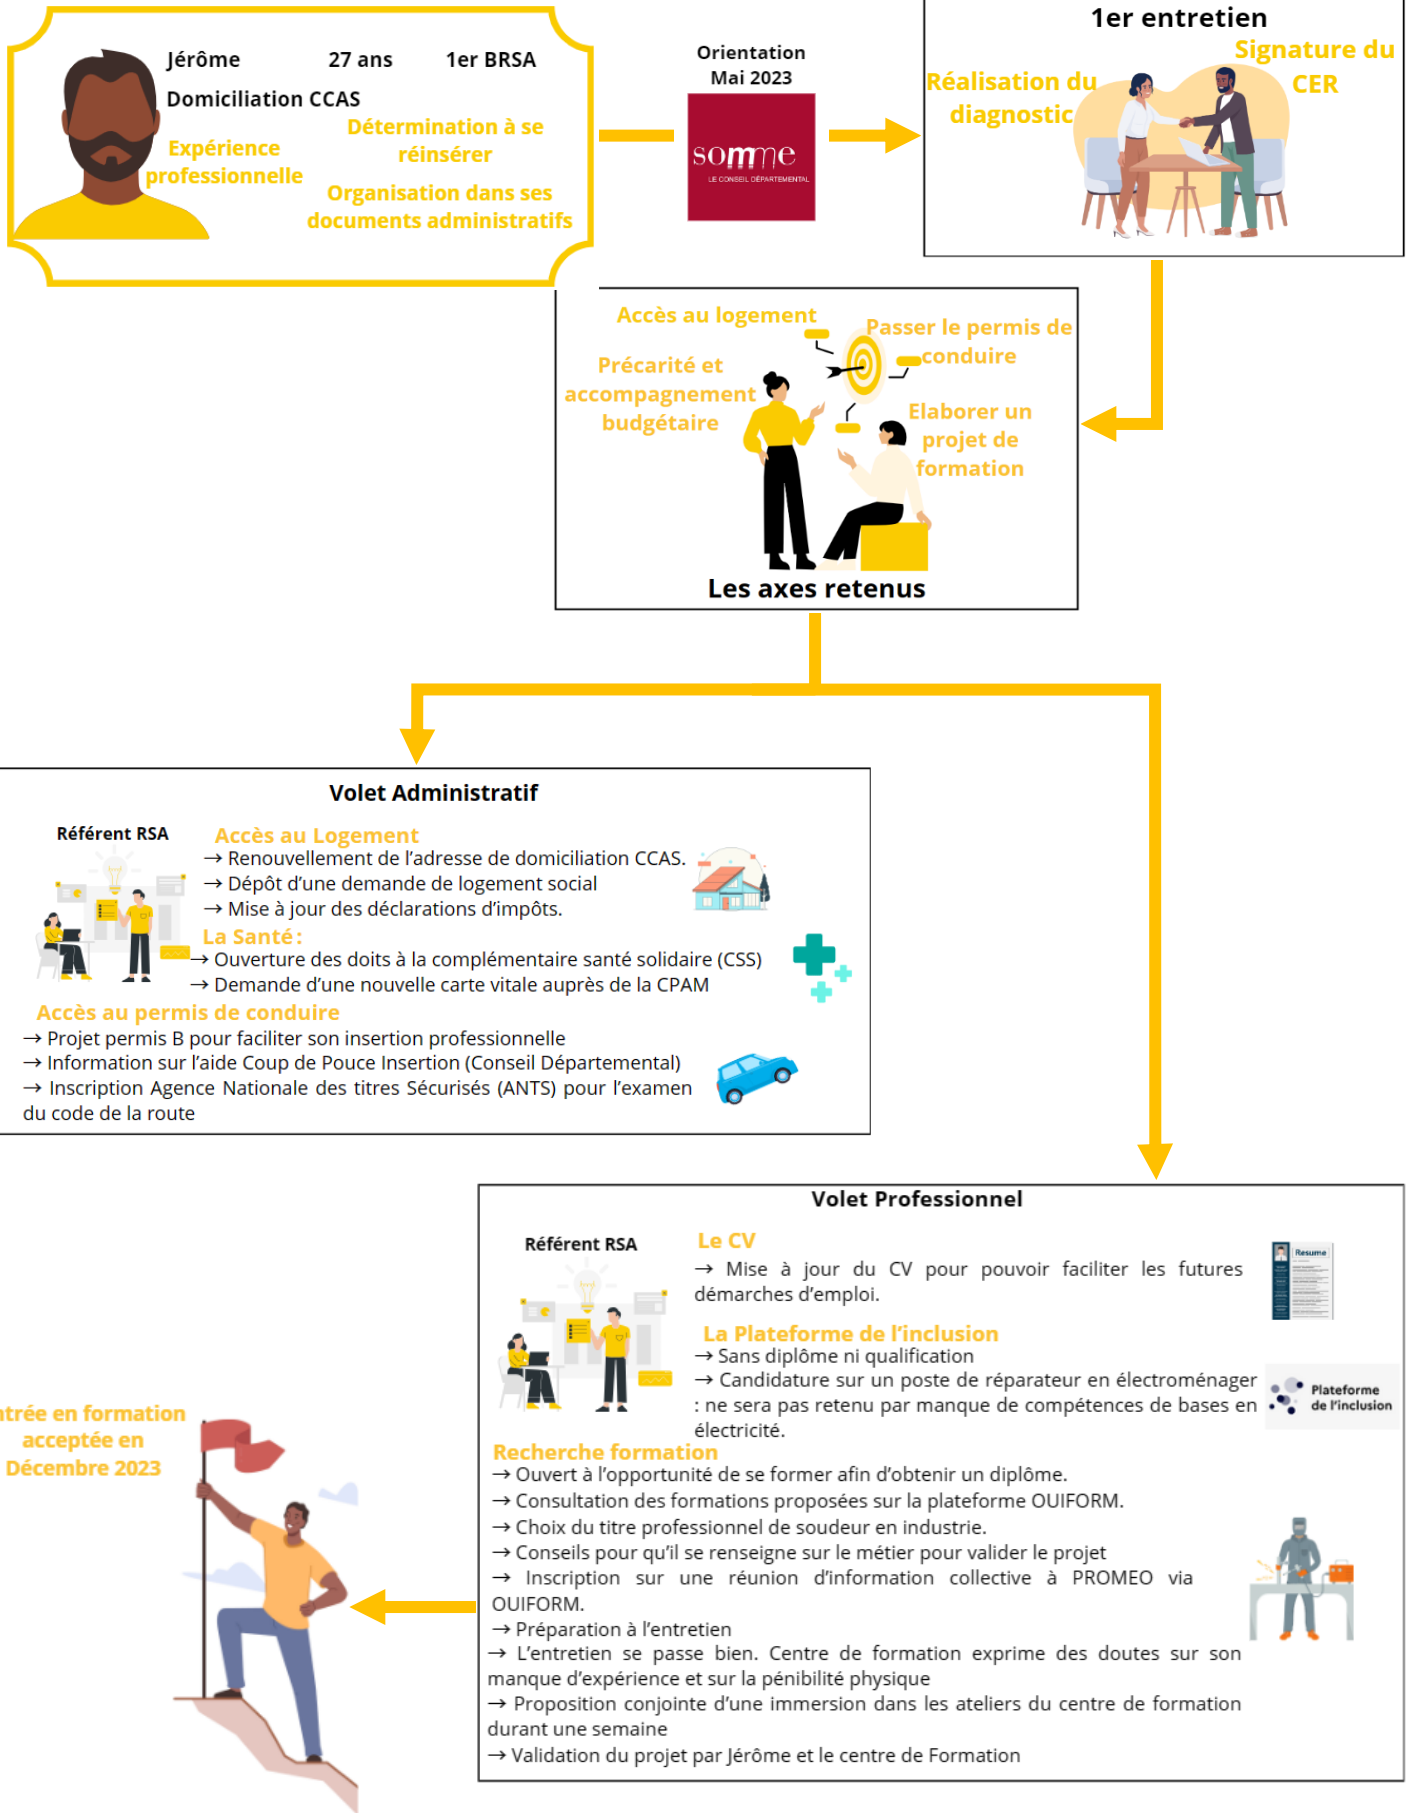 Jérôme 27 ans 1er BRSA
Domiciliation CCAS
Expérience
professionnelle
Détermination à se
réinsérer
Organisation dans ses
documents administratifs
Orientation
Mai 2023
somme
LE CONSEIL DÉPARTEMENTAL
1er entretien
Réalisation du
diagnostic
Signature du
CER
Accès au logement
Passer le permis de
conduire
Précarité et
accompagnement
budgétaire
Elaborer un
projet de
formation
Les axes retenus
Volet Administratif
Référent RSA
Accès au Logement
→ Renouvellement de l’adresse de domiciliation CCAS.
→ Dépôt d’une demande de logement social
→ Mise à jour des déclarations d’impôts.
La Santé :
→ Ouverture des doits à la complémentaire santé solidaire (CSS)
→ Demande d’une nouvelle carte vitale auprès de la CPAM
Accès au permis de conduire
→ Projet permis B pour faciliter son insertion professionnelle
→ Information sur l’aide Coup de Pouce Insertion (Conseil Départemental)
→ Inscription Agence Nationale des titres Sécurisés (ANTS) pour l’examen
du code de la route
Volet Professionnel
Référent RSA
Le CV
→ Mise à jour du CV pour pouvoir faciliter les futures
démarches d’emploi.
Resume
La Plateforme de l’inclusion
→ Sans diplôme ni qualification
→ Candidature sur un poste de réparateur en électroménager
: ne sera pas retenu par manque de compétences de bases en
électricité.
Plateforme
de l’inclusion
Recherche formation
→ Ouvert à l’opportunité de se former afin d’obtenir un diplôme.
→ Consultation des formations proposées sur la plateforme OUIFORM.
→ Choix du titre professionnel de soudeur en industrie.
→ Conseils pour qu’il se renseigne sur le métier pour valider le projet
→ Inscription sur une réunion d’information collective à PROMEO via
OUIFORM.
→ Préparation à l’entretien
→ L’entretien se passe bien. Centre de formation exprime des doutes sur son
manque d’expérience et sur la pénibilité physique
→ Proposition conjointe d’une immersion dans les ateliers du centre de formation
durant une semaine
→ Validation du projet par Jérôme et le centre de Formation
ntrée en formation
acceptée en
Décembre 2023